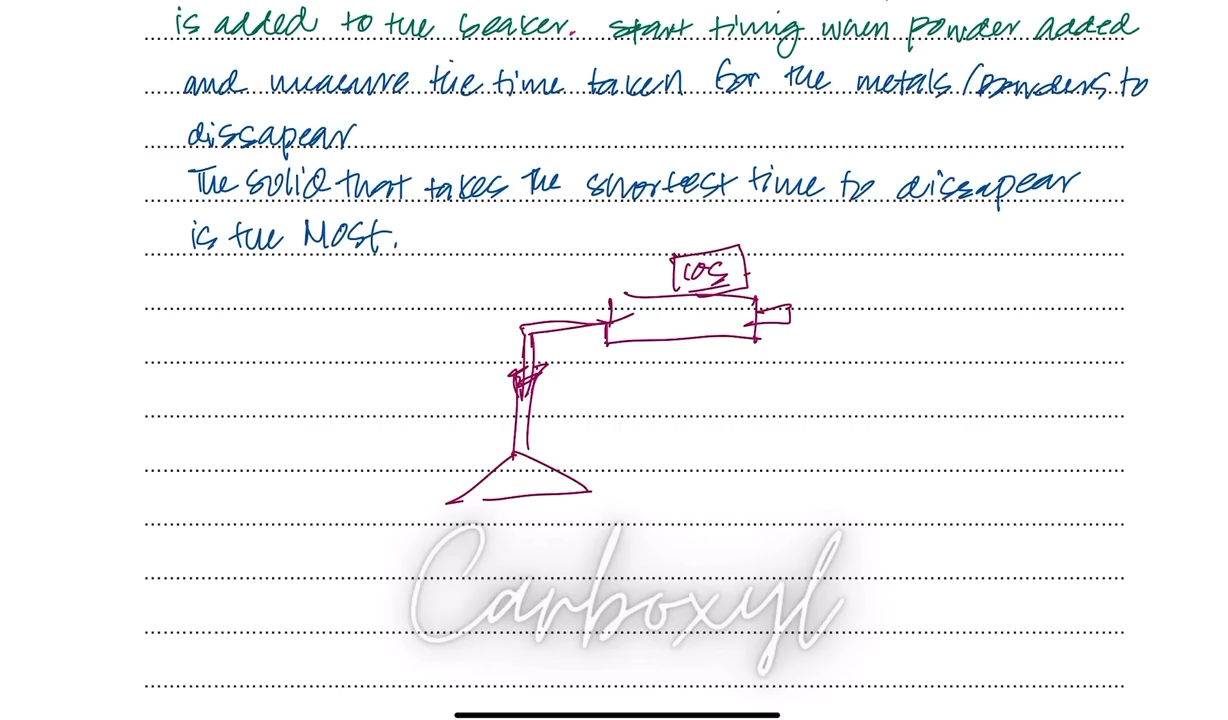 is added to the beaker. start timing when powder added
and measure the time taken for the metals/powders to
dissapear
The solid that takes the shortest time to dissapear
is the Most.
Carboxyl